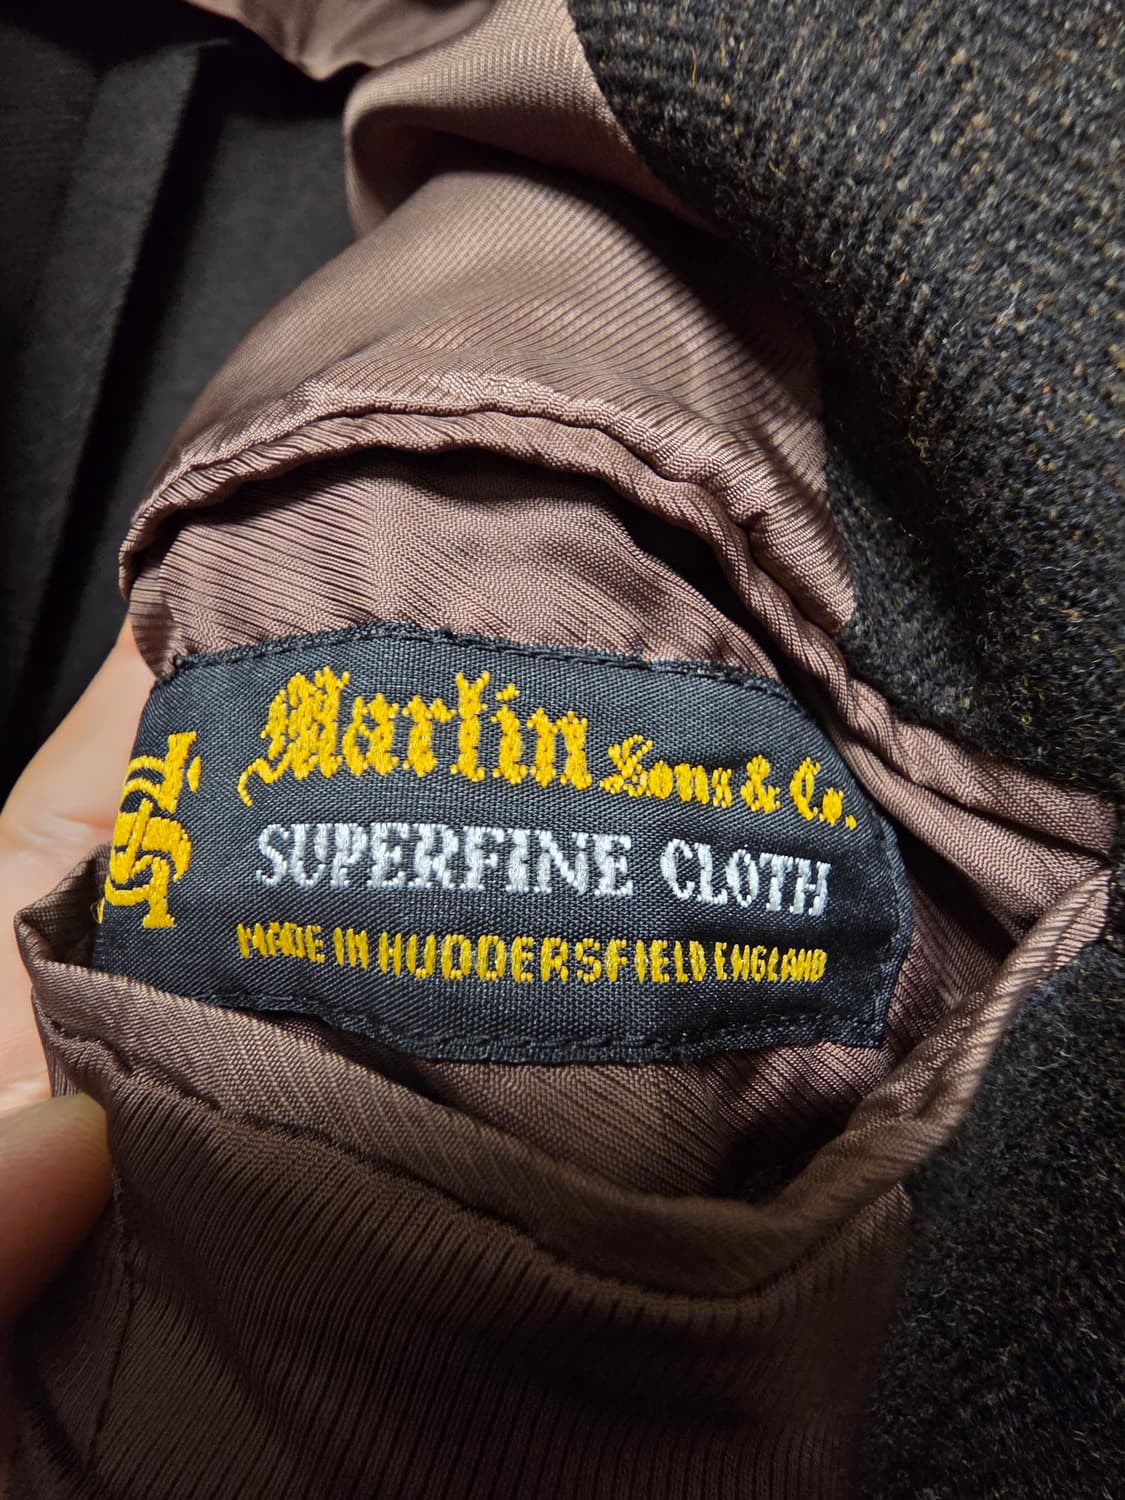 Martin Sons & Co.
SUPERFINE CLOTH
MADE IN HUDDERSFIELD ENGLAND